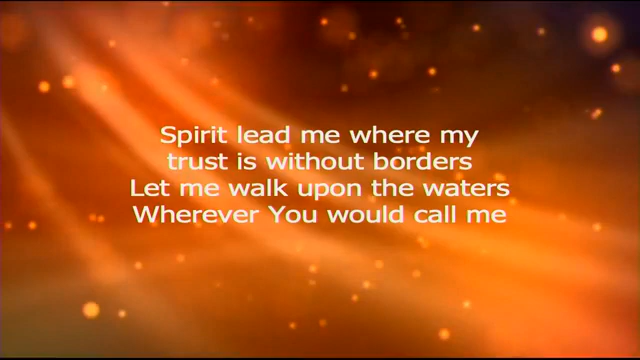 Spirit lead me where my
trust is without borders
Let me walk upon the waters
Wherever You would call me